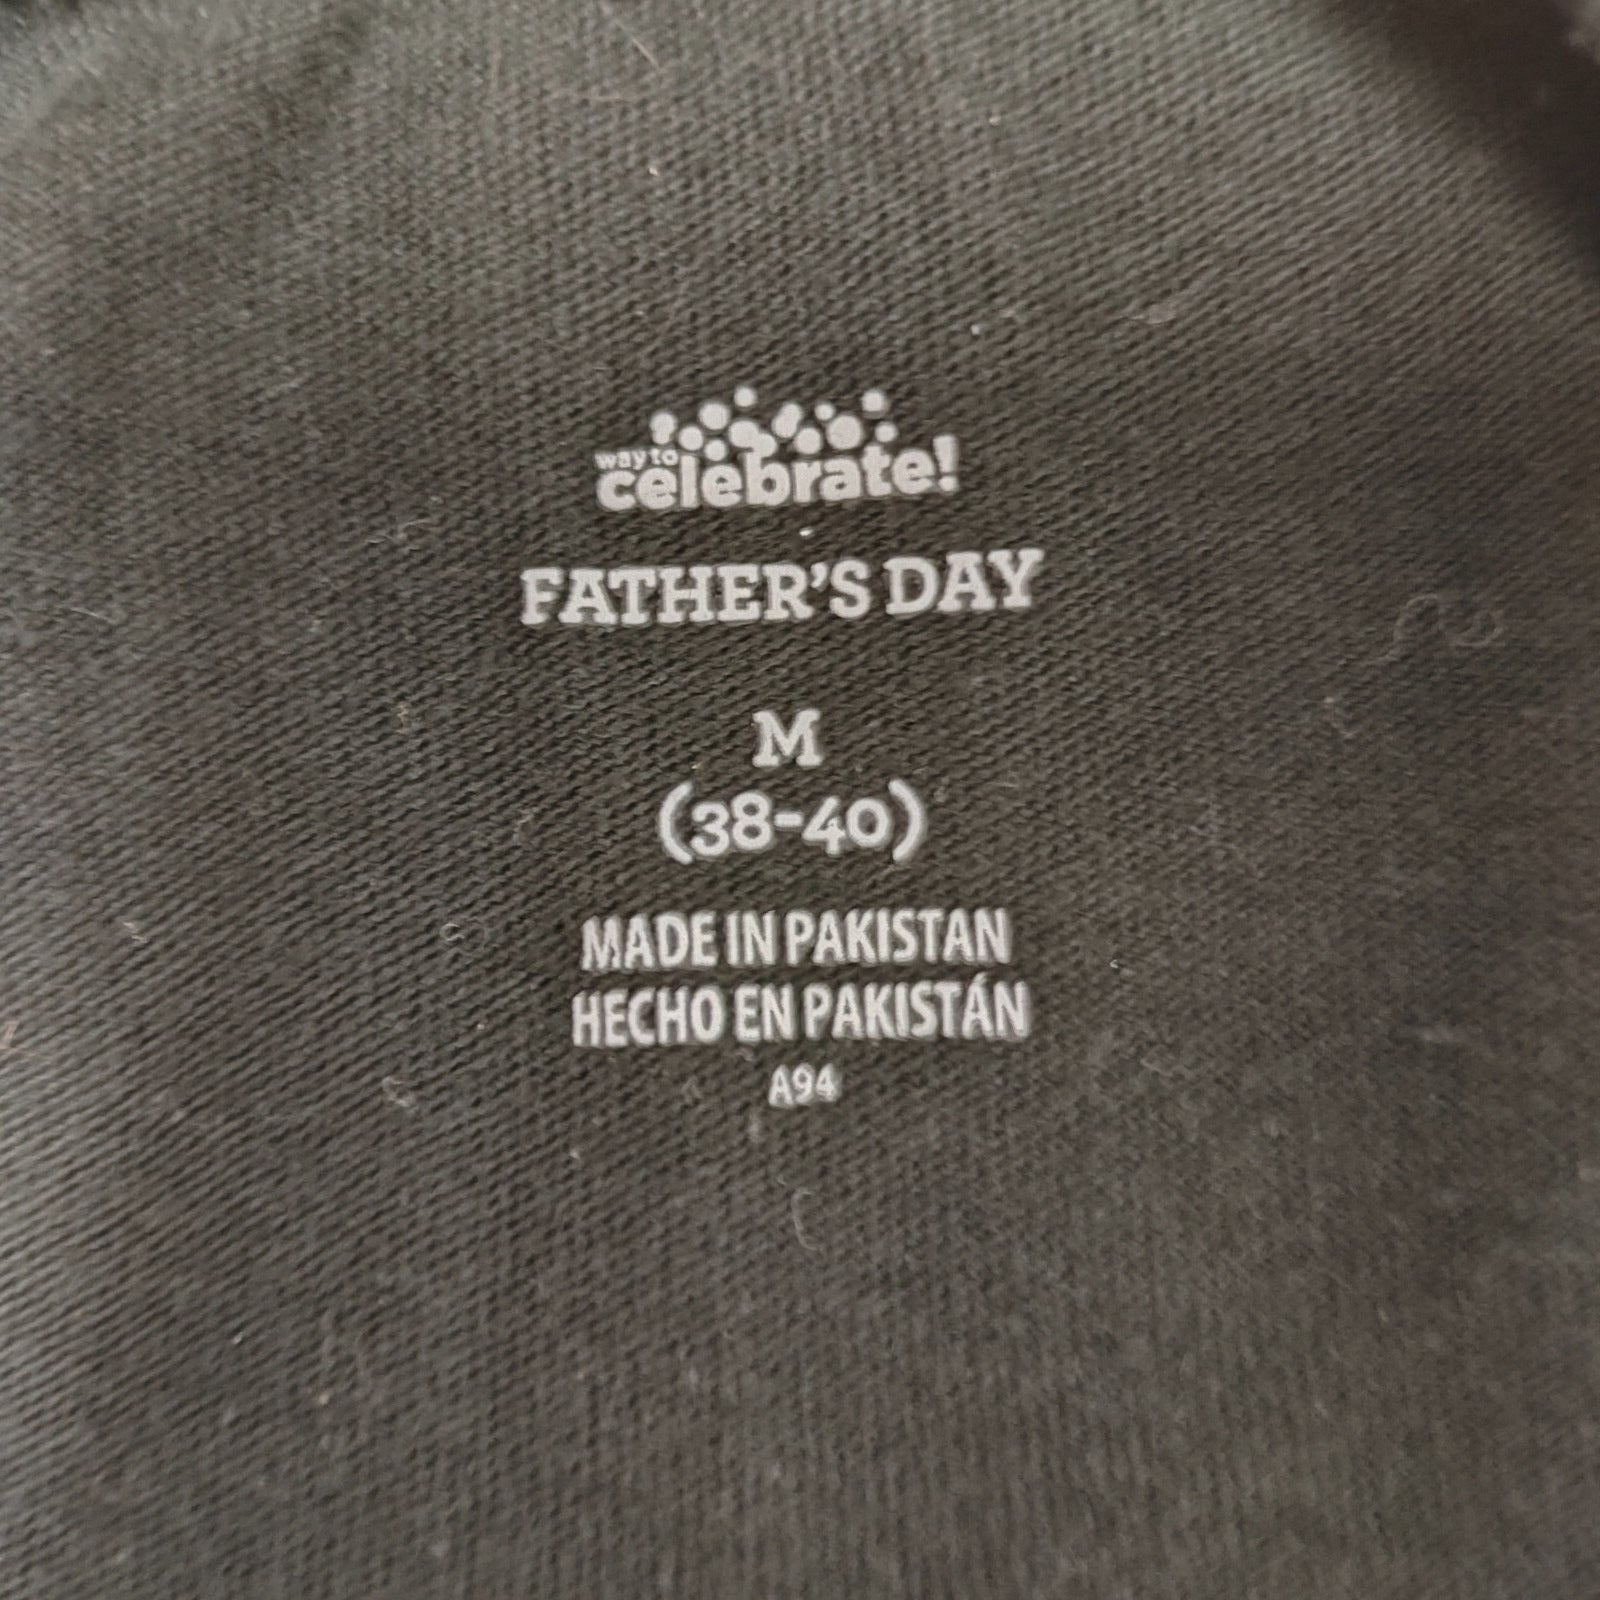 way to
celebrate!
FATHER'S DAY
M
(38-40)
MADE IN PAKISTAN
HECHO EN PAKISTÁN
A94